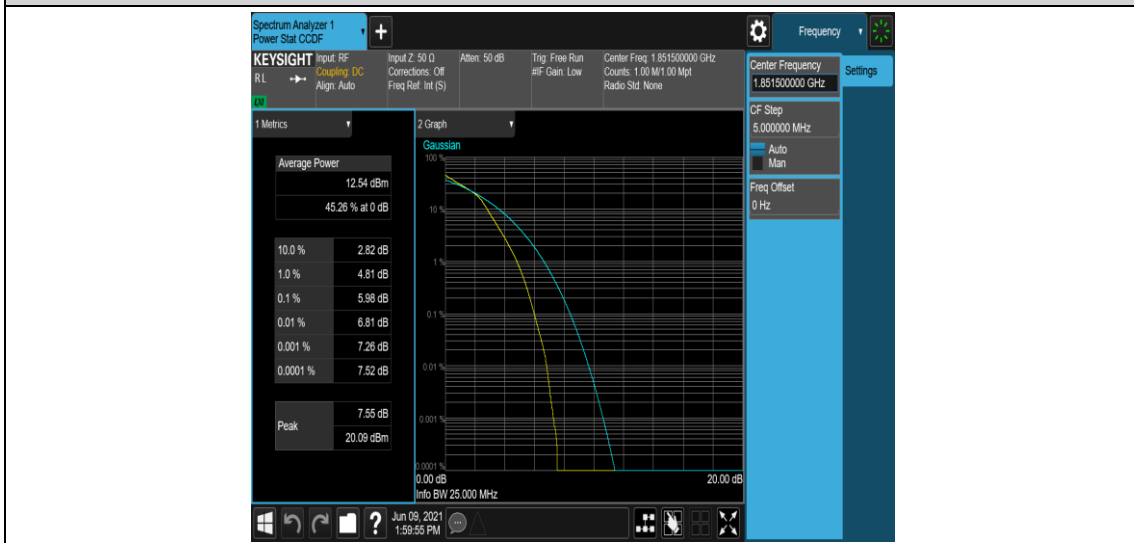 Spectrum Analyzer 1
Power Stat CCDF
+
Frequency
KEYSIGHT
RL
Input: RF
Coupling: DC
Align: Auto
Input Z: 50 Ω
Corrections: Off
Freq Ref: Int (S)
Atten: 50 dB
Trig: Free Run
#IF Gain: Low
Center Freq: 1.851500000 GHz
Counts: 1.00 M/1.00 Mpt
Radio Std: None
Center Frequency
1.851500000 GHz
Settings
CF Step
5.000000 MHz
Auto
Man
Freq Offset
0 Hz
1 Metrics
Average Power
12.54 dBm
45.26 % at 0 dB
10.0 % 2.82 dB
1.0 % 4.81 dB
0.1 % 5.98 dB
0.01 % 6.81 dB
0.001 % 7.26 dB
0.0001 % 7.52 dB
Peak
7.55 dB
20.09 dBm
2 Graph
Gaussian
100 %
10 %
1 %
0.1 %
0.01 %
0.001 %
0.0001 %
0.00 dB 20.00 dB
Info BW 25.000 MHz
?
Jun 09, 2021
1:59:55 PM